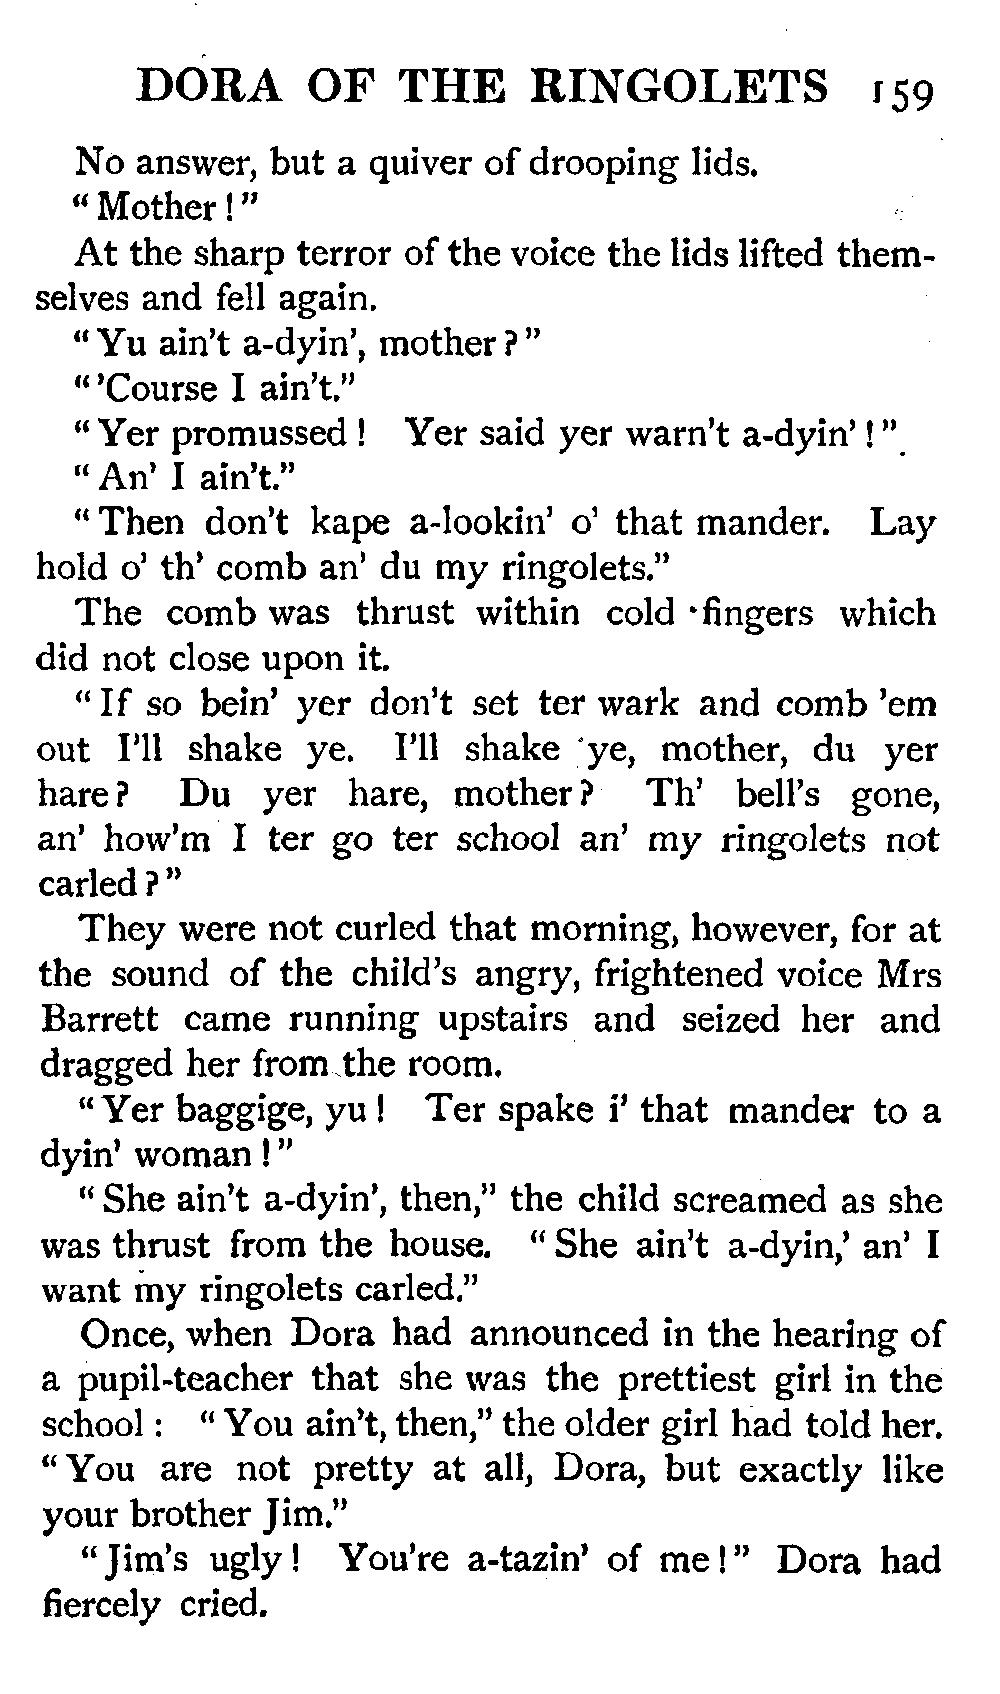 DORA OF THE RINGOLETS 159
No answer, but a quiver of drooping lids.
“Mother!”
At the sharp terror of the voice the lids lifted them-
selves and fell again.
“Yu ain't a-dyin', mother?”
“'Course I ain't.”
“Yer promussed! Yer said yer warn't a-dyin'!”
“An' I ain't.”
“Then don't kape a-lookin' o' that mander. Lay
hold o' th' comb an' du my ringolets.”
The comb was thrust within cold fingers which
did not close upon it.
“If so bein' yer don't set ter wark and comb 'em
out I'll shake ye. I'll shake ye, mother, du yer
hare? Du yer hare, mother? Th' bell's gone,
an' how'm I ter go ter school an' my ringolets not
carled?”
They were not curled that morning, however, for at
the sound of the child's angry, frightened voice Mrs
Barrett came running upstairs and seized her and
dragged her from the room.
“Yer baggige, yu! Ter spake i' that mander to a
dyin' woman!”
“She ain't a-dyin', then,” the child screamed as she
was thrust from the house. “She ain't a-dyin,' an' I
want my ringolets carled.”
Once, when Dora had announced in the hearing of
a pupil-teacher that she was the prettiest girl in the
school: “You ain't, then,” the older girl had told her.
“You are not pretty at all, Dora, but exactly like
your brother Jim.”
“Jim's ugly! You're a-tazin' of me!” Dora had
fiercely cried.